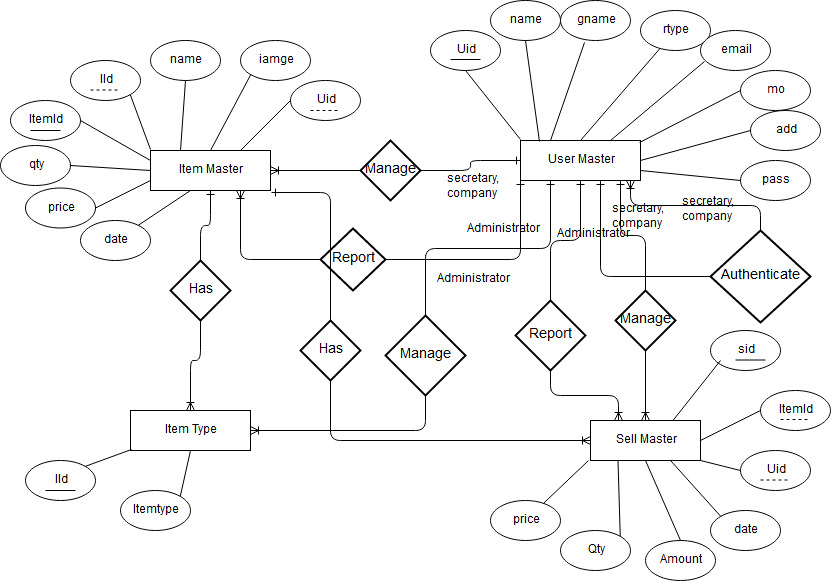 name
gname
rtype
email
Uid
name
iamge
IId
Uid
mo
ItemId
add
Item Master
User Master
qty
Manage
pass
secretary,
company
price
secretary,
company
secretary,
company
date
Administrator
Administrator
Report
Administrator
Authenticate
Has
Has
Manage
Report
Manage
sid
ItemId
Item Type
Sell Master
IId
Uid
Itemtype
price
date
Qty
Amount